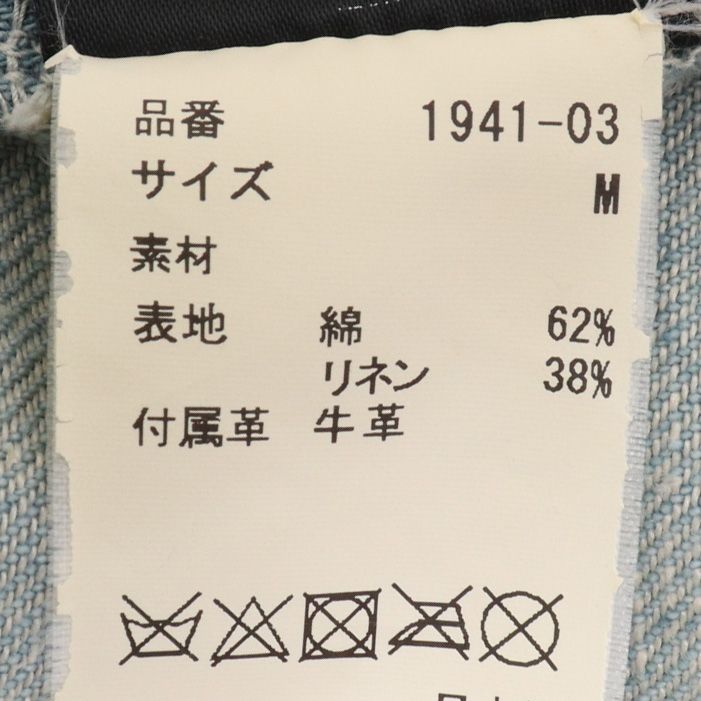 品番 1941-03
サイズ M
素材
表地 綿 62%
リネン 38%
付属革 牛革